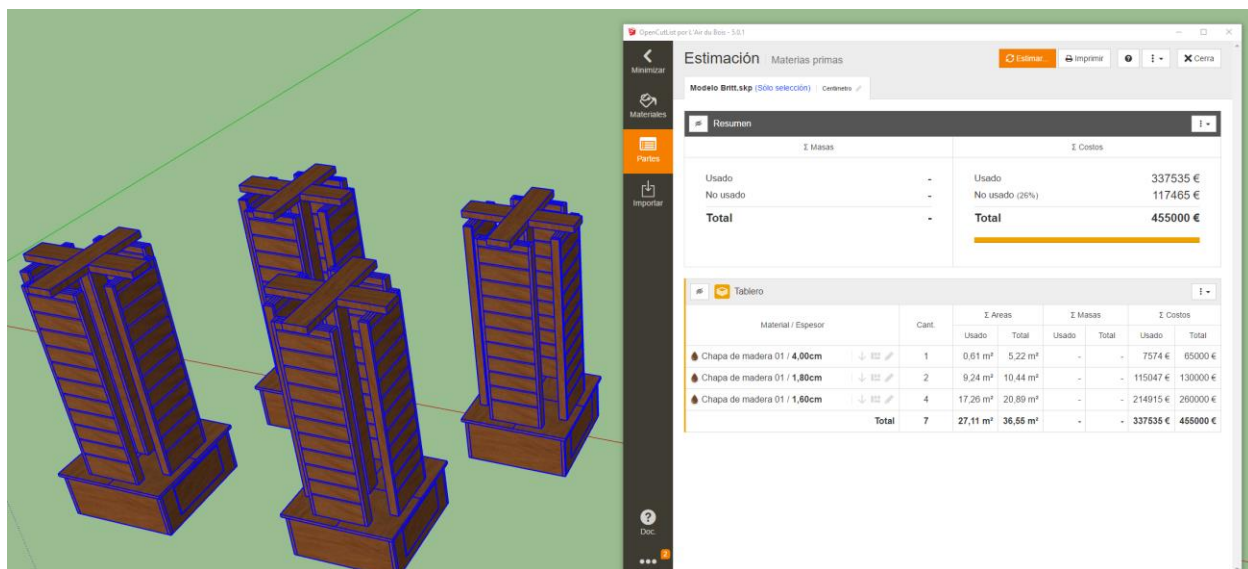 OpenCutList por L'Air du Bois - 5.0.1
Minimizar
Materiales
Partes
Importar
Doc.
2
Estimación Materias primas
Estimar...
Imprimir
Cerra
Modelo Britt.skp (Sólo selección) Centímetro
Resumen
Σ Masas Σ Costos
Usado - Usado 337535 €
No usado - No usado (26%) 117465 €
Total - Total 455000 €
Tablero
Material / Espesor Cant. Σ Areas Σ Masas Σ Costos
Usado Total Usado Total Usado Total
Chapa de madera 01 / 4,00cm 1 0,61 m² 5,22 m² - - 7574 € 65000 €
Chapa de madera 01 / 1,80cm 2 9,24 m² 10,44 m² - - 115047 € 130000 €
Chapa de madera 01 / 1,60cm 4 17,26 m² 20,89 m² - - 214915 € 260000 €
Total 7 27,11 m² 36,55 m² - - 337535 € 455000 €